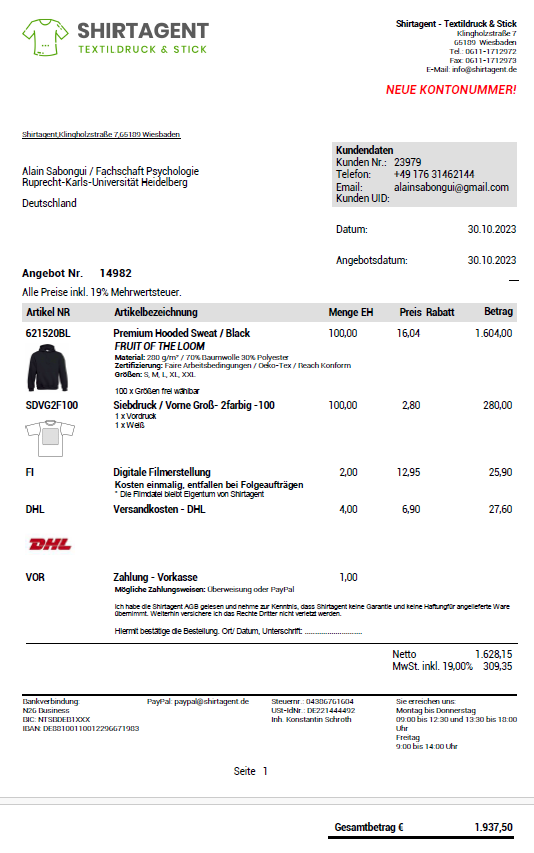 SHIRTAGENT
TEXTILDRUCK & STICK
Shirtagent - Textildruck & Stick
Klingholzstraße 7
65189 Wiesbaden
Tel.: 0611-1712972
Fax: 0611-1712973
E-Mail: info@shirtagent.de
NEUE KONTONUMMER!
Shirtagent,Klingholzstraße 7,65189 Wiesbaden
Alain Sabongui / Fachschaft Psychologie
Ruprecht-Karls-Universität Heidelberg
Deutschland
Kundendaten
Kunden Nr.: 23979
Telefon: +49 176 31462144
Email: alainsabongui@gmail.com
Kunden UID:
Datum: 30.10.2023
Angebotsdatum: 30.10.2023
Angebot Nr. 14982
Alle Preise inkl. 19% Mehrwertsteuer.
Artikel NR Artikelbezeichnung Menge EH Preis Rabatt Betrag
621520BL Premium Hooded Sweat / Black 100,00 16,04 1.604,00
FRUIT OF THE LOOM
Material: 280 g/m² / 70% Baumwolle 30% Polyester
Zertifizierung: Faire Arbeitsbedingungen / Oeko-Tex / Reach Konform
Größen: S, M, L, XL, XXL
100 x Größen frei wählbar
SDVG2F100 Siebdruck / Vorne Groß- 2farbig -100 100,00 2,80 280,00
1 x Vordruck
1 x Weiß
FI Digitale Filmerstellung 2,00 12,95 25,90
Kosten einmalig, entfallen bei Folgeaufträgen
* Die Filmdatei bleibt Eigentum von Shirtagent
DHL Versandkosten - DHL 4,00 6,90 27,60
DHL
VOR Zahlung - Vorkasse 1,00
Mögliche Zahlungsweisen: Überweisung oder PayPal
Ich habe die Shirtagent AGB gelesen und nehme zur Kenntnis, dass Shirtagent keine Garantie und keine Haftungfür angelieferte Ware
übernimmt. Weiterhin versichere ich das Rechte Dritter nicht verletzt werden.
Hiermit bestätige die Bestellung. Ort/ Datum, Unterschrift: ............................
Netto 1.628,15
MwSt. inkl. 19,00% 309,35
Bankverbindung:
N26 Business
BIC: NTSBDEB1XXX
IBAN: DE88100110012296671983
PayPal: paypal@shirtagent.de
Steuernr.: 04386761604
USt-IdNr.: DE221444492
Inh. Konstantin Schroth
Sie erreichen uns:
Montag bis Donnerstag
09:00 bis 12:30 und 13:30 bis 18:00
Uhr
Freitag
9:00 bis 14:00 Uhr
Seite 1
Gesamtbetrag € 1.937,50